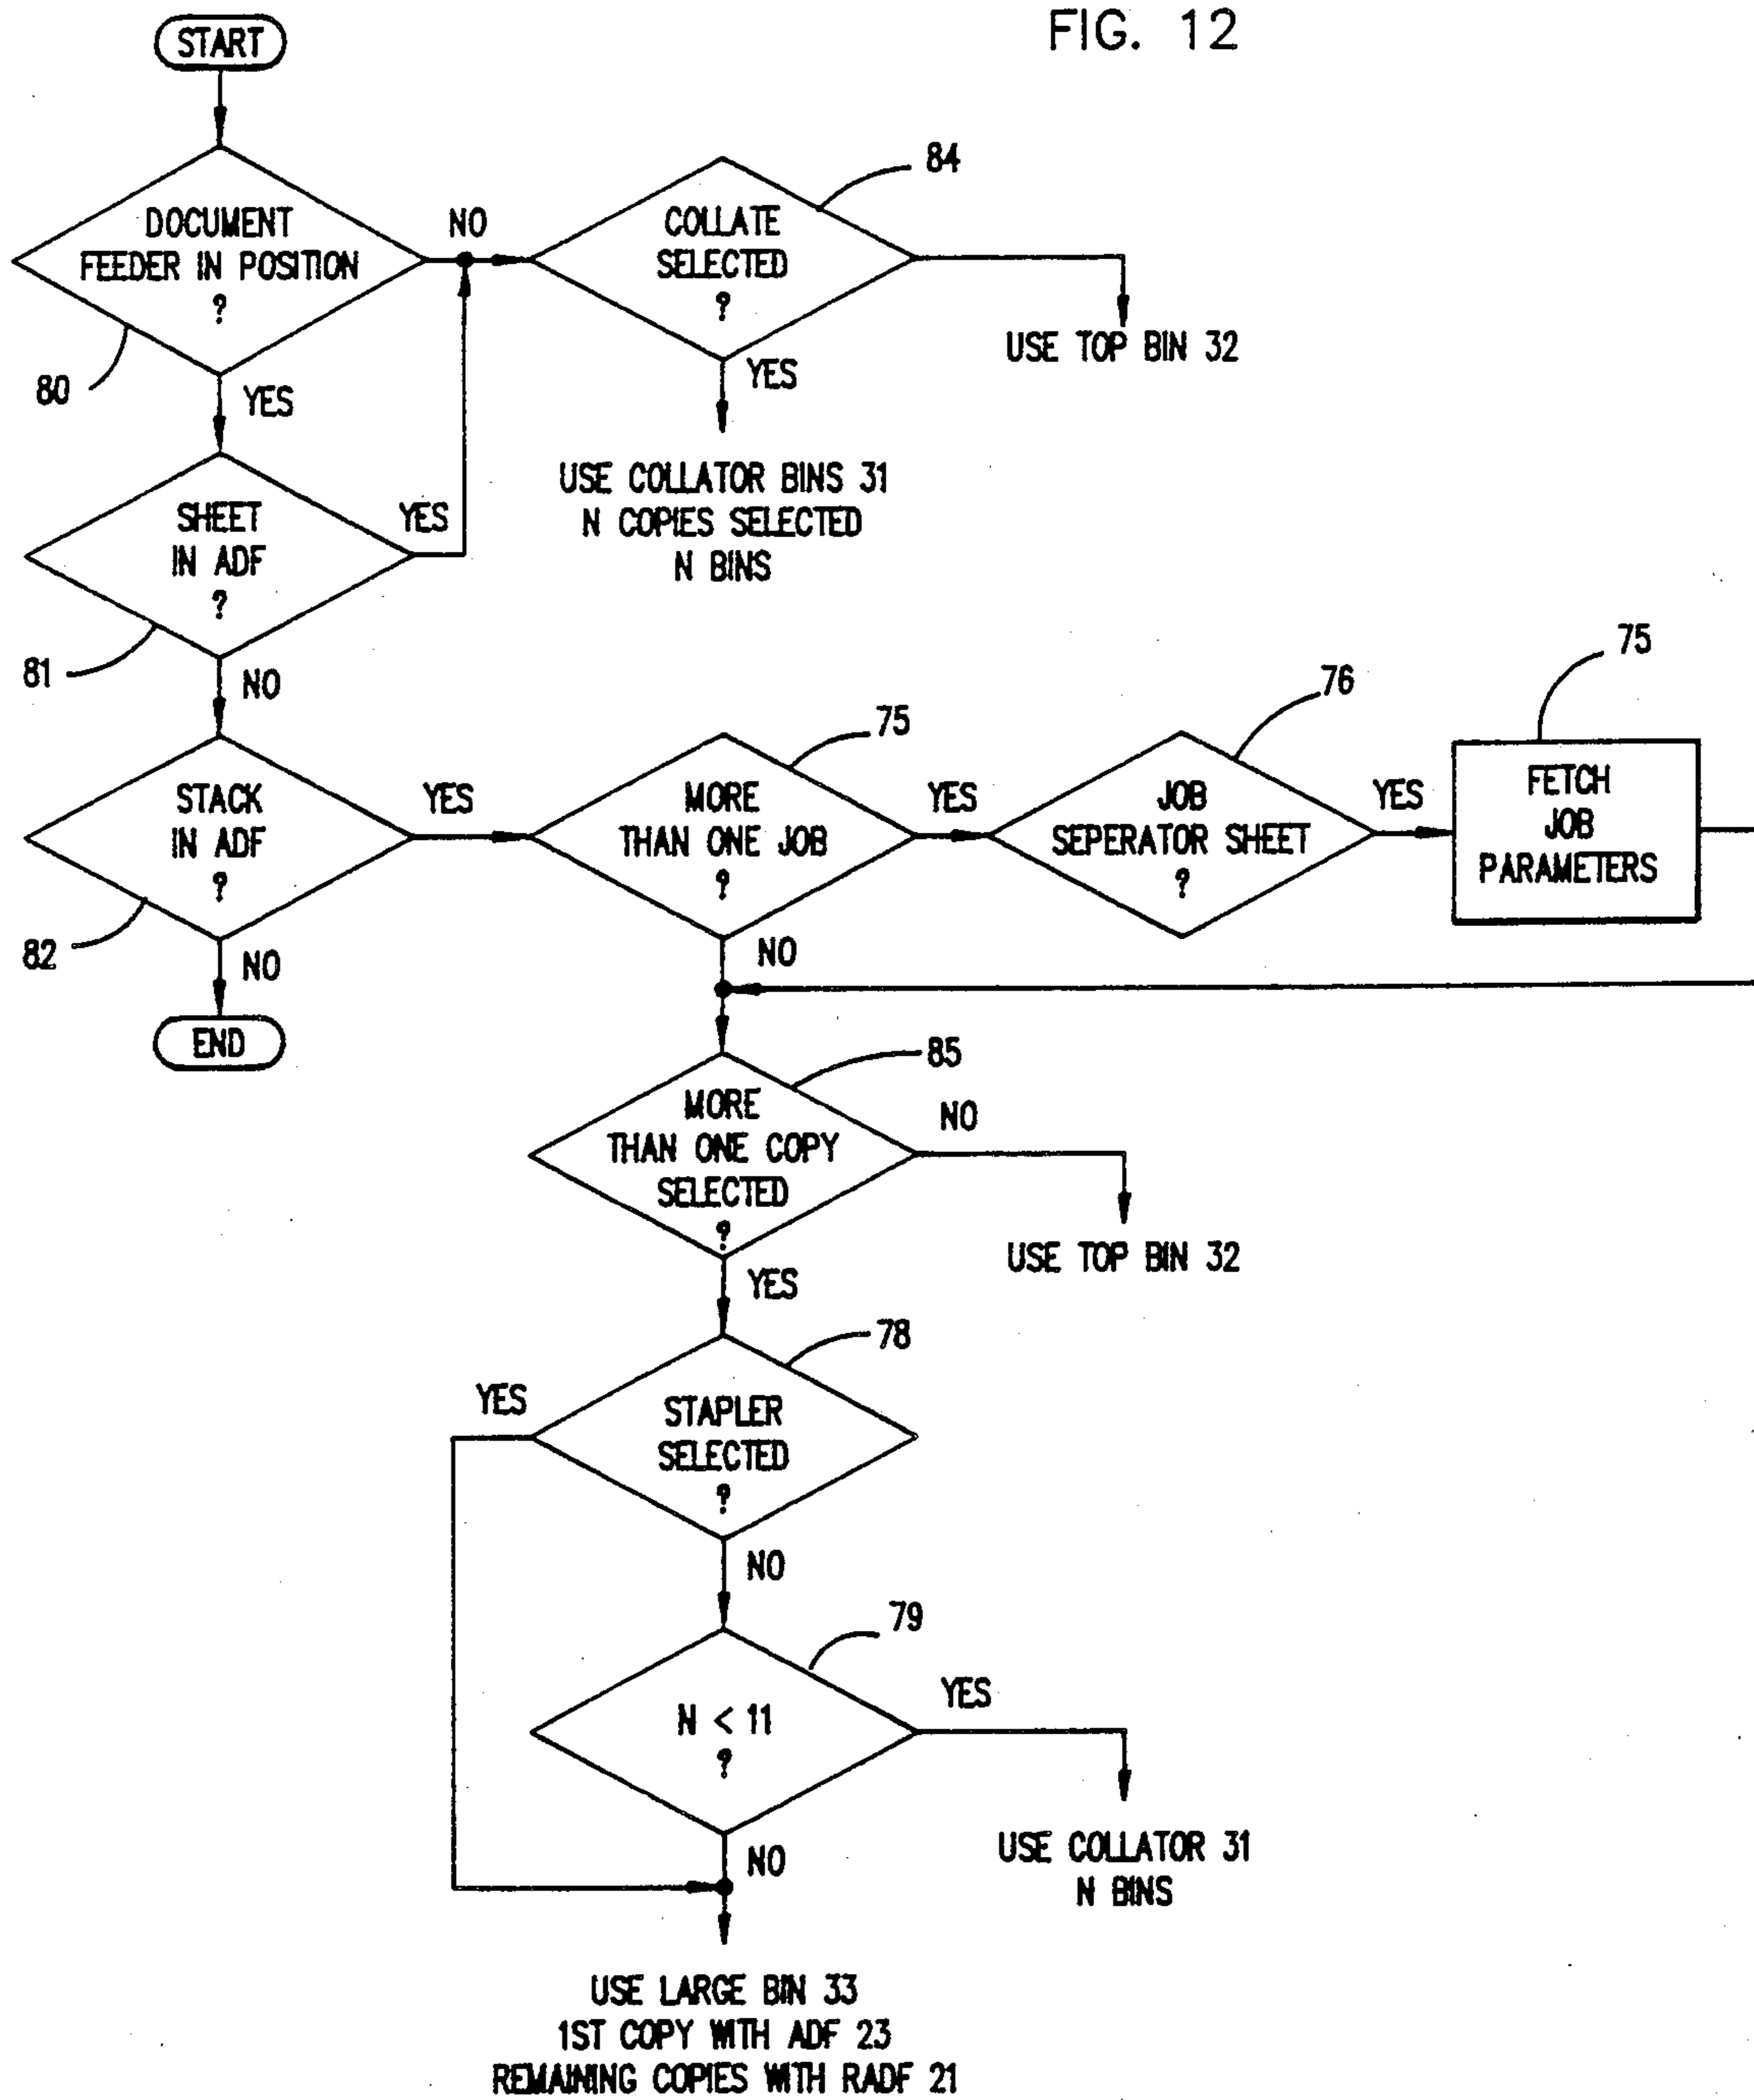 FIG. 12
START
DOCUMENT
FEEDER IN POSITION
?
80
NO
YES
COLLATE
SELECTED
?
84
YES
USE TOP BIN 32
USE COLLATOR BINS 31
N COPIES SELECTED
N BINS
SHEET
IN ADF
?
81
YES
NO
STACK
IN ADF
?
82
YES
NO
END
MORE
THAN ONE JOB
?
75
YES
NO
JOB
SEPERATOR SHEET
?
76
YES
FETCH
JOB
PARAMETERS
75
MORE
THAN ONE COPY
SELECTED
?
85
NO
USE TOP BIN 32
YES
STAPLER
SELECTED
?
78
YES
NO
N < 11
?
79
YES
USE COLLATOR 31
N BINS
NO
USE LARGE BIN 33
1ST COPY WITH ADF 23
REMAINING COPIES WITH RADF 21